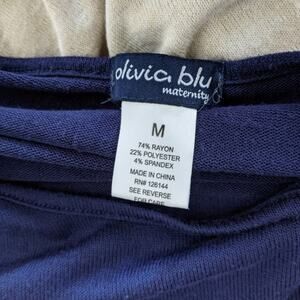 olivia blu
maternity
M
74% RAYON
22% POLYESTER
4% SPANDEX
MADE IN CHINA
RN# 126144
SEE REVERSE
FOR CARE